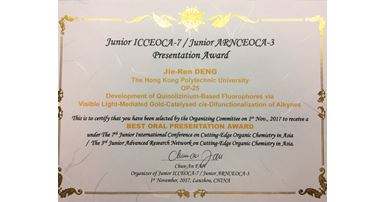 Junior ICCEOCA-7 / Junior ARNCEOCA-3
Presentation Award
Jie-Ren DENG
The Hong Kong Polytechnic University
OP-25
Development of Quinolizinium-Based Fluorophores via
Visible Light-Mediated Gold-Catalysed cis-Difunctionalization of Alkynes
This is to certify that you have been selected by the Organizing Committee on 1st Nov., 2017 to receive a
BEST ORAL PRESENTATION AWARD
under The 7th Junior International Conference on Cutting-Edge Organic Chemistry in Asia
/ The 3rd Junior Advanced Research Network on Cutting-Edge Organic Chemistry in Asia.
Chun-An FAN
Organizer of Junior ICCEOCA-7 / Junior ARNCEOCA-3
1st November, 2017, Lanzhou, CHINA